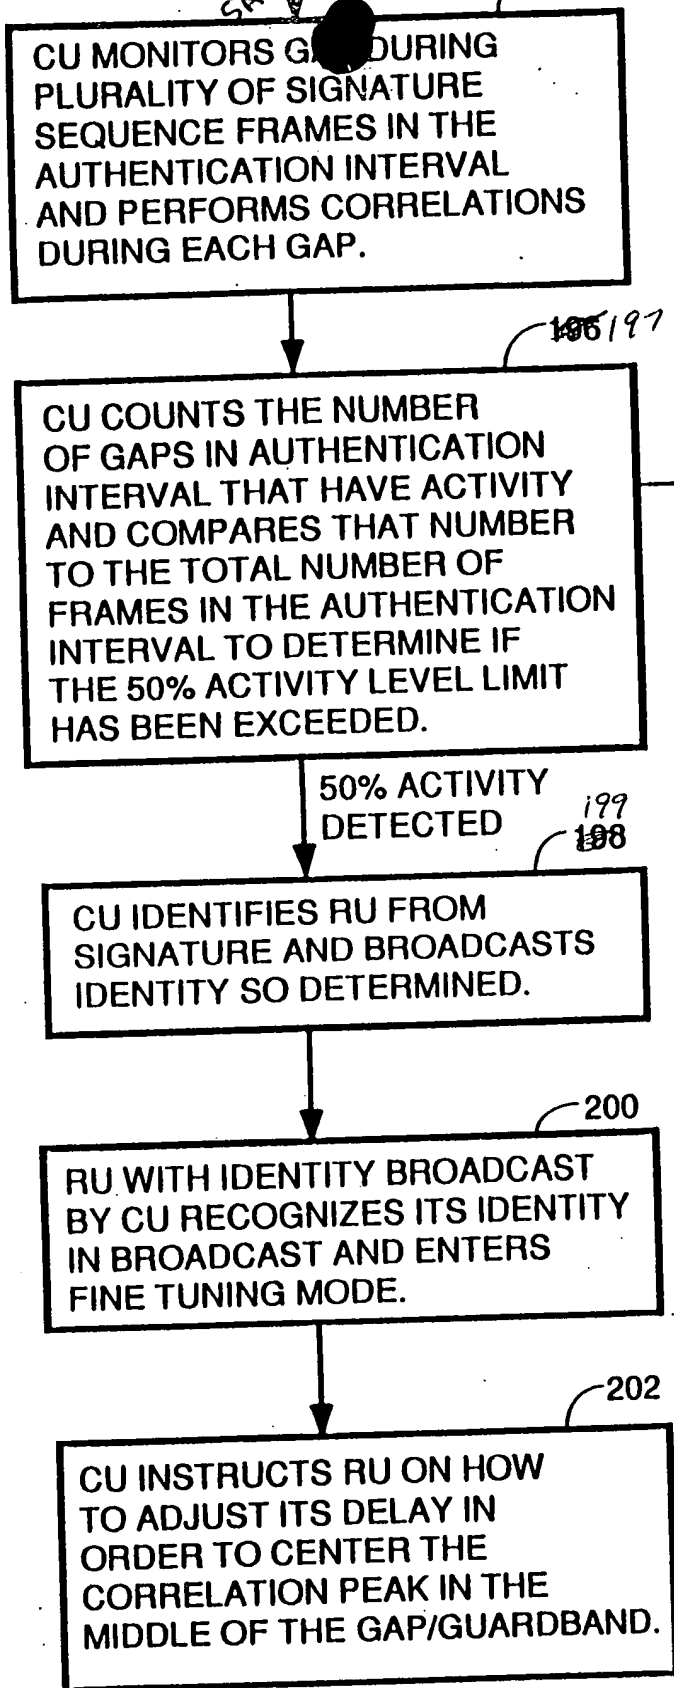 CU MONITORS DURING
PLURALITY OF SIGNATURE
SEQUENCE FRAMES IN THE
AUTHENTICATION INTERVAL
AND PERFORMS CORRELATIONS
DURING EACH GAP.
196 197
CU COUNTS THE NUMBER
OF GAPS IN AUTHENTICATION
INTERVAL THAT HAVE ACTIVITY
AND COMPARES THAT NUMBER
TO THE TOTAL NUMBER OF
FRAMES IN THE AUTHENTICATION
INTERVAL TO DETERMINE IF
THE 50% ACTIVITY LEVEL LIMIT
HAS BEEN EXCEEDED.
50% ACTIVITY
DETECTED
199
198
CU IDENTIFIES RU FROM
SIGNATURE AND BROADCASTS
IDENTITY SO DETERMINED.
200
RU WITH IDENTITY BROADCAST
BY CU RECOGNIZES ITS IDENTITY
IN BROADCAST AND ENTERS
FINE TUNING MODE.
202
CU INSTRUCTS RU ON HOW
TO ADJUST ITS DELAY IN
ORDER TO CENTER THE
CORRELATION PEAK IN THE
MIDDLE OF THE GAP/GUARDBAND.